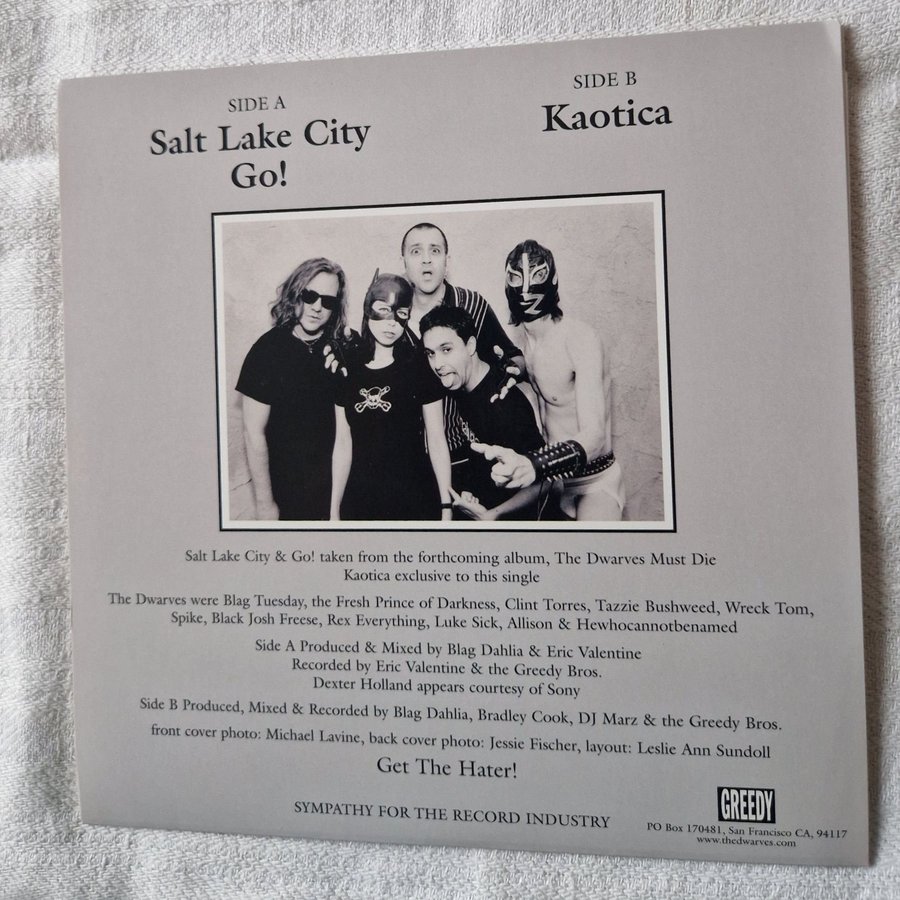 SIDE A
Salt Lake City
Go!
SIDE B
Kaotica
Salt Lake City & Go! taken from the forthcoming album, The Dwarves Must Die
Kaotica exclusive to this single
The Dwarves were Blag Tuesday, the Fresh Prince of Darkness, Clint Torres, Tazzie Bushweed, Wreck Tom,
Spike, Black Josh Freese, Rex Everything, Luke Sick, Allison & Hewhocannotbenamed
Side A Produced & Mixed by Blag Dahlia & Eric Valentine
Recorded by Eric Valentine & the Greedy Bros.
Dexter Holland appears courtesy of Sony
Side B Produced, Mixed & Recorded by Blag Dahlia, Bradley Cook, DJ Marz & the Greedy Bros.
front cover photo: Michael Lavine, back cover photo: Jessie Fischer, layout: Leslie Ann Sundoll
Get The Hater!
SYMPATHY FOR THE RECORD INDUSTRY
GREEDY
PO Box 170481, San Francisco CA, 94117
www.thedwarves.com